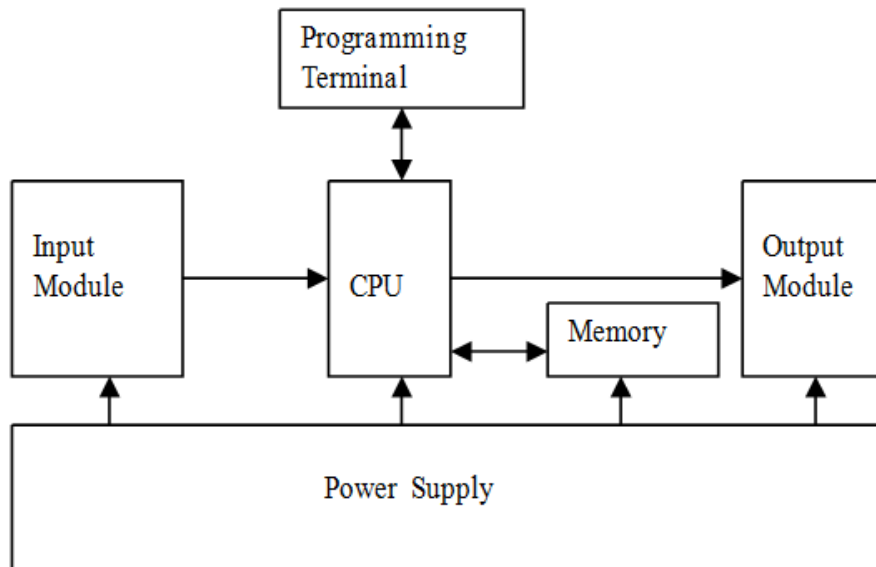 Programming
Terminal
Input
Module
CPU
Output
Module
Memory
Power Supply